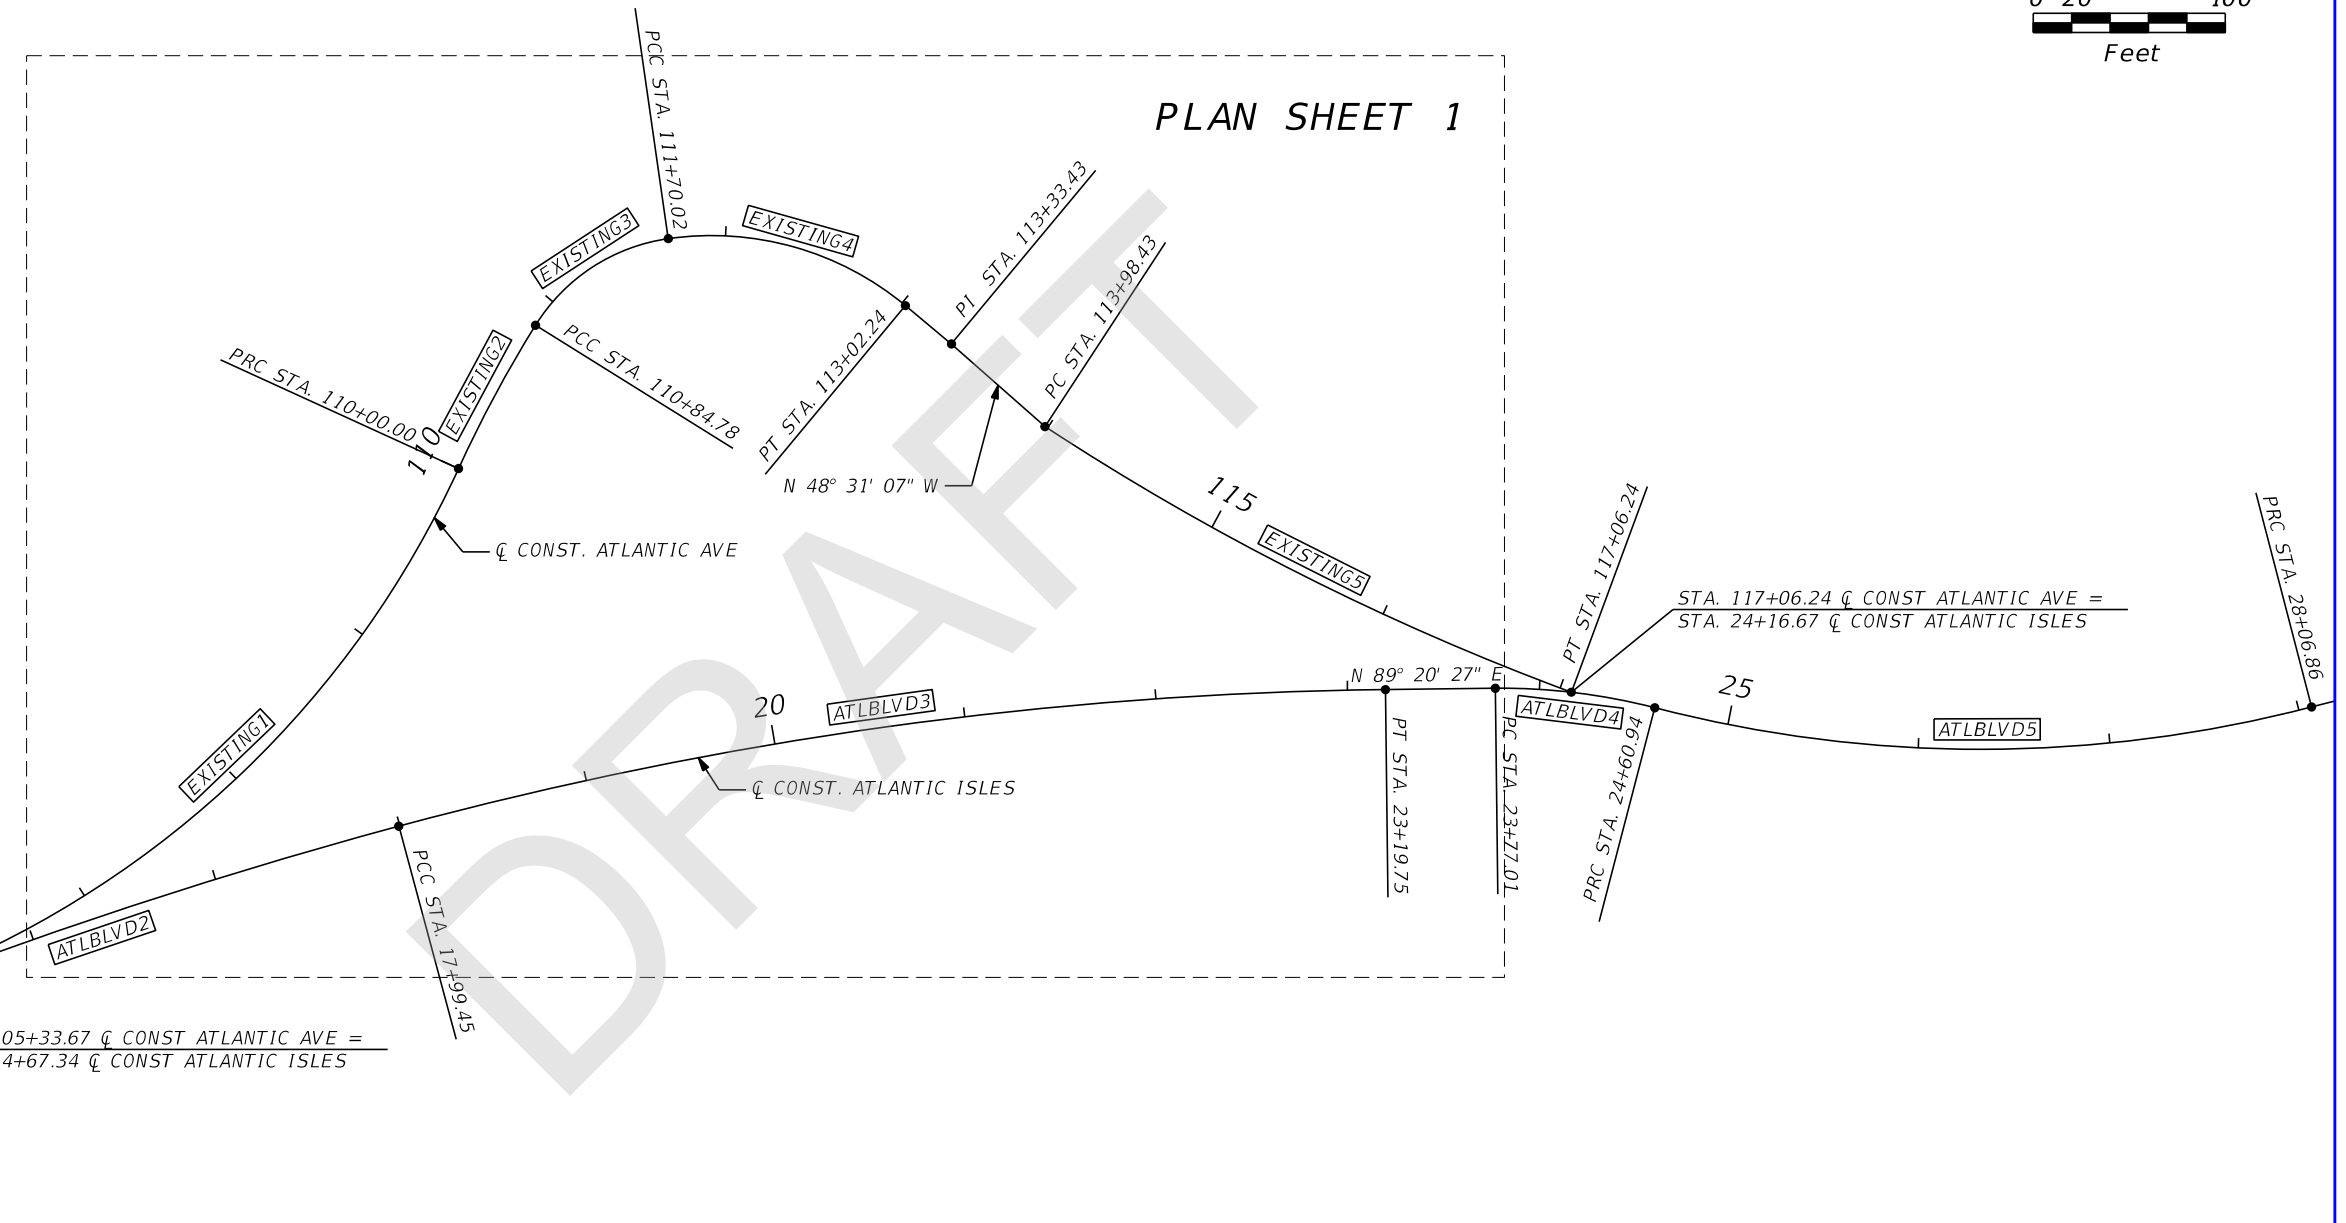 0 20 100
Feet
PLAN SHEET 1
PCC STA. 111+70.02
EXISTING3
EXISTING4
PI STA. 113+33.43
PC STA. 113+98.43
EXISTING2
PRC STA. 110+00.00
110
PCC STA. 110+84.78
PT STA. 113+02.24
N 48° 31' 07" W
℄ CONST. ATLANTIC AVE
115
EXISTING5
PT STA. 117+06.24
STA. 117+06.24 ℄ CONST ATLANTIC AVE =
STA. 24+16.67 ℄ CONST ATLANTIC ISLES
PRC STA. 28+06.86
N 89° 20' 27" E
EXISTING1
20
ATLBLVD3
ATLBLVD4
25
ATLBLVD5
℄ CONST. ATLANTIC ISLES
PT STA. 23+19.75
PC STA. 23+77.01
PRC STA. 24+60.94
ATLBLVD2
PCC STA. 17+99.45
05+33.67 ℄ CONST ATLANTIC AVE =
4+67.34 ℄ CONST ATLANTIC ISLES
DRAFT